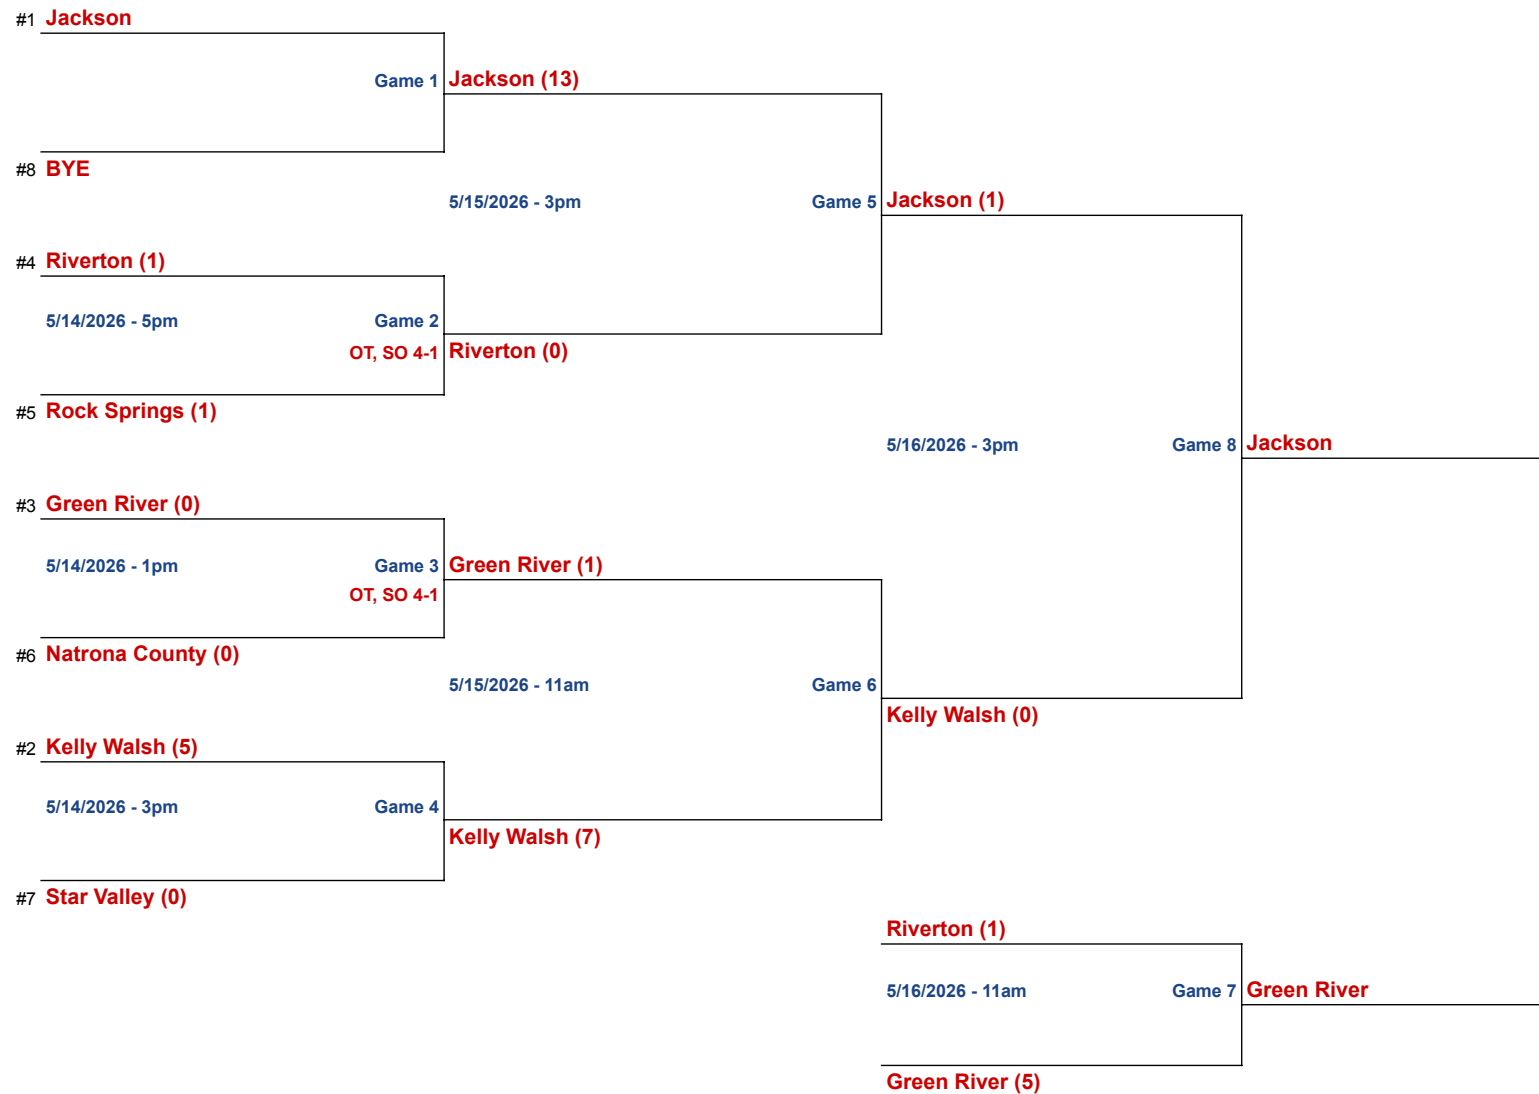 #1 Jackson
Game 1 Jackson (13)
#8 BYE
5/15/2026 - 3pm Game 5 Jackson (1)
#4 Riverton (1)
5/14/2026 - 5pm Game 2
OT, SO 4-1 Riverton (0)
#5 Rock Springs (1)
5/16/2026 - 3pm Game 8 Jackson
#3 Green River (0)
5/14/2026 - 1pm Game 3 Green River (1)
OT, SO 4-1
#6 Natrona County (0)
5/15/2026 - 11am Game 6
Kelly Walsh (0)
#2 Kelly Walsh (5)
5/14/2026 - 3pm Game 4
Kelly Walsh (7)
#7 Star Valley (0)
Riverton (1)
5/16/2026 - 11am Game 7 Green River
Green River (5)